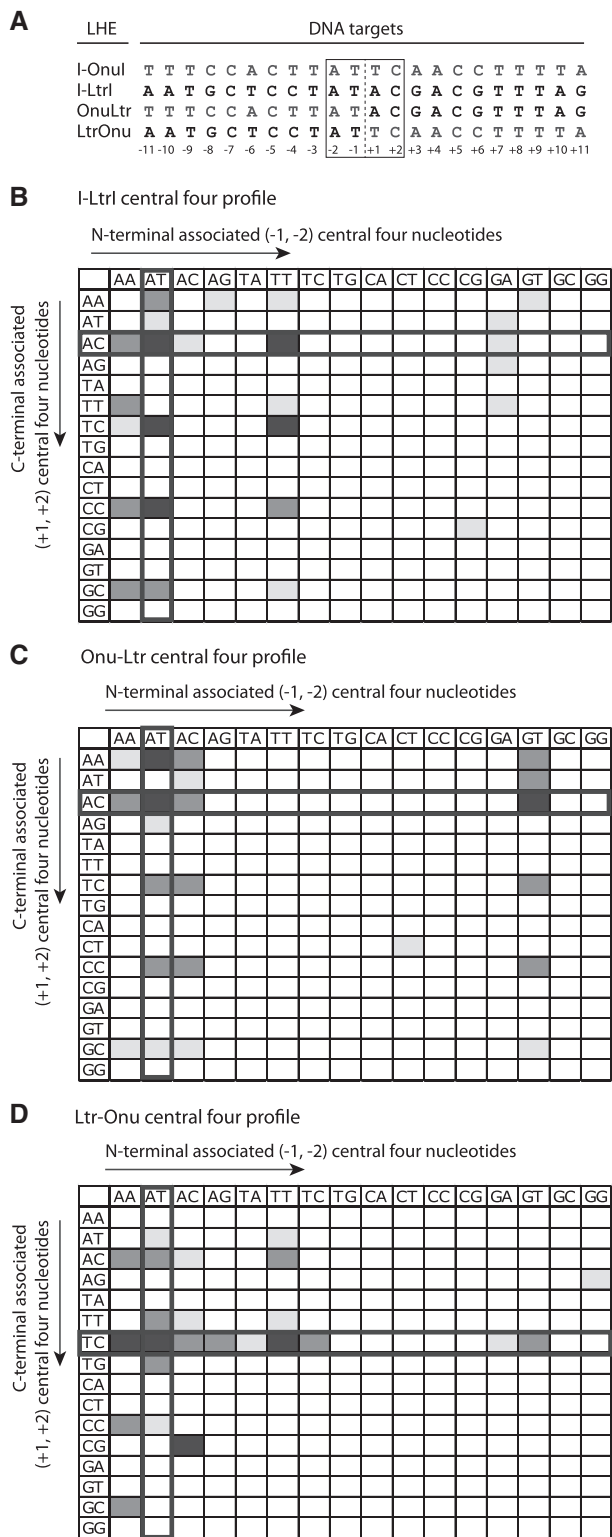 A
LHE DNA targets
I-OnuI T T T C C A C T T A T T C A A C C T T T T A
I-LtrI A A T G C T C C T A T A C G A C G T T T A G
OnuLtr T T T C C A C T T A T A C G A C G T T T A G
LtrOnu A A T G C T C C T A T T C A A C C T T T T A
-11 -10 -9 -8 -7 -6 -5 -4 -3 -2 -1 +1 +2 +3 +4 +5 +6 +7 +8 +9 +10 +11
B I-LtrI central four profile
N-terminal associated (-1, -2) central four nucleotides
C-terminal associated
(+1, +2) central four nucleotides
AA AT AC AG TA TT TC TG CA CT CC CG GA GT GC GG
AA
AT
AC
AG
TA
TT
TC
TG
CA
CT
CC
CG
GA
GT
GC
GG
C Onu-Ltr central four profile
N-terminal associated (-1, -2) central four nucleotides
C-terminal associated
(+1, +2) central four nucleotides
AA AT AC AG TA TT TC TG CA CT CC CG GA GT GC GG
AA
AT
AC
AG
TA
TT
TC
TG
CA
CT
CC
CG
GA
GT
GC
GG
D Ltr-Onu central four profile
N-terminal associated (-1, -2) central four nucleotides
C-terminal associated
(+1, +2) central four nucleotides
AA AT AC AG TA TT TC TG CA CT CC CG GA GT GC GG
AA
AT
AC
AG
TA
TT
TC
TG
CA
CT
CC
CG
GA
GT
GC
GG